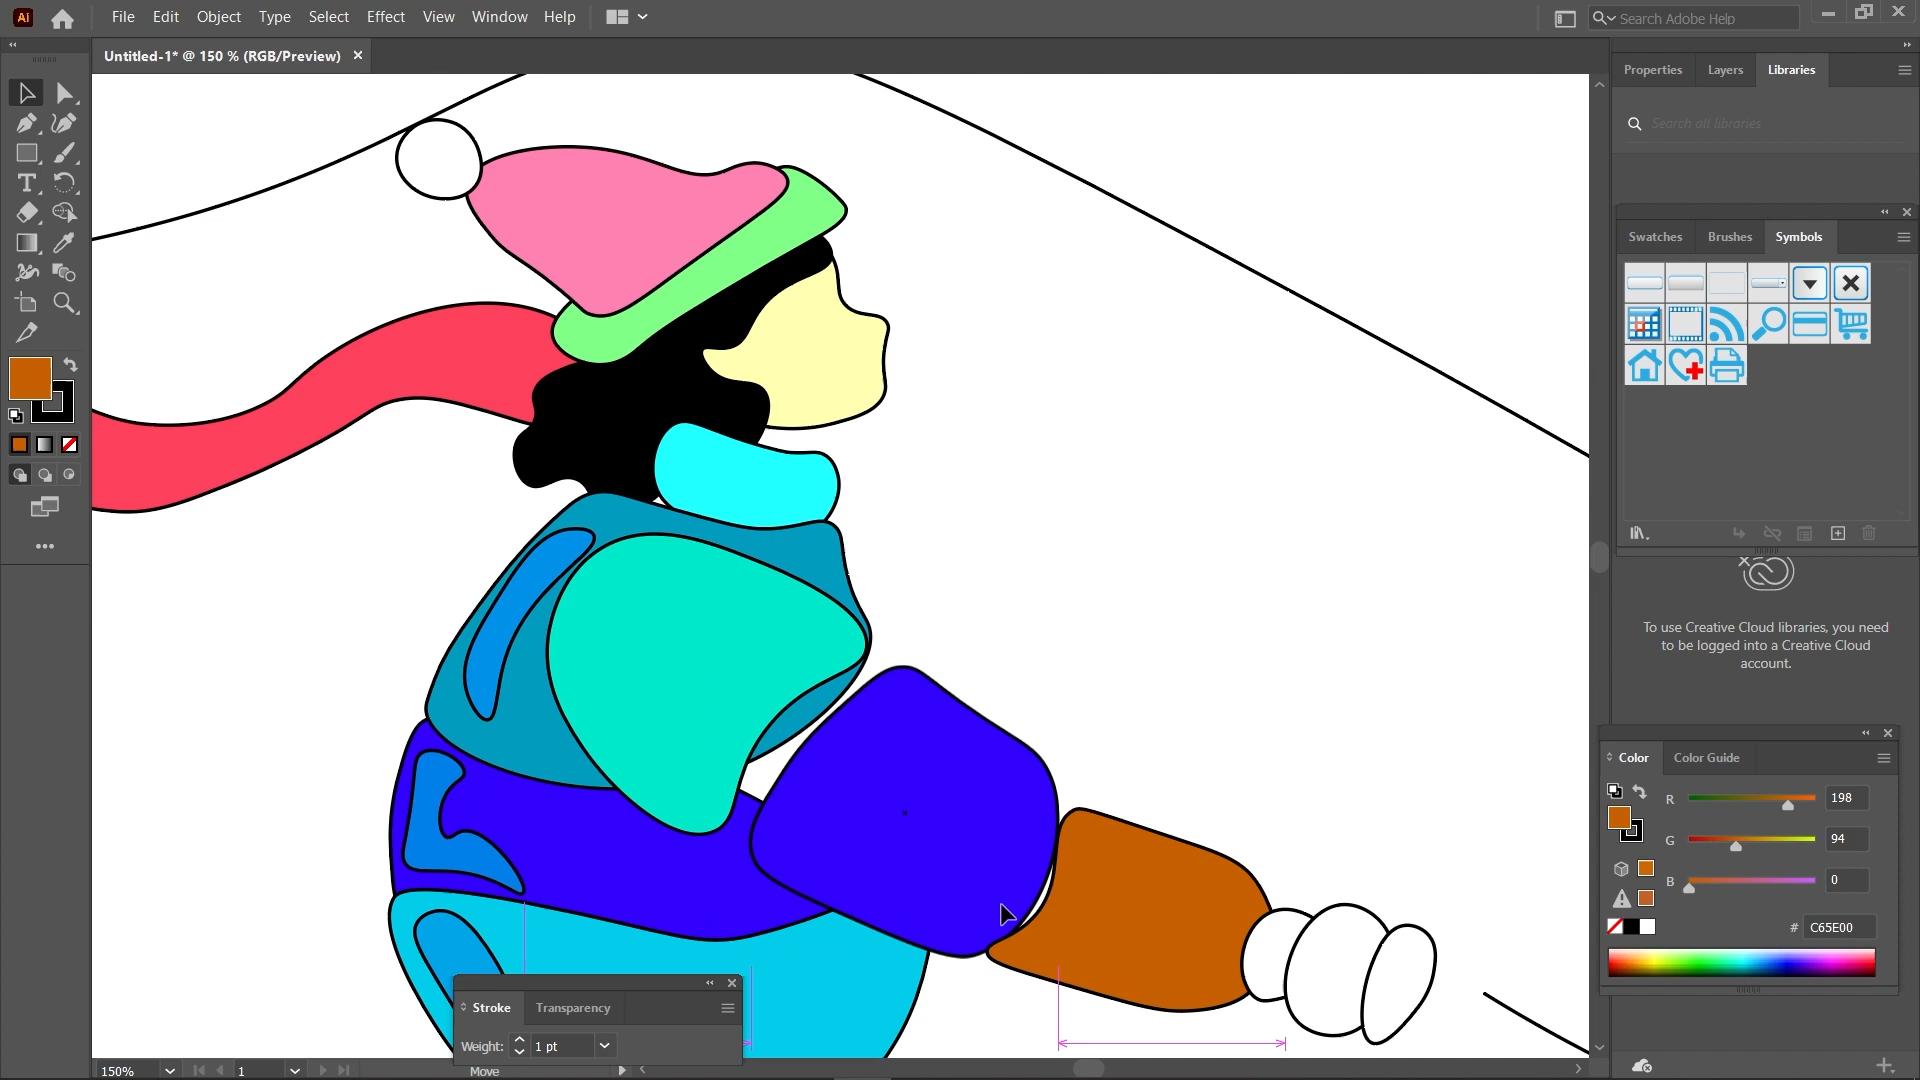 Ai File Edit Object Type Select Effect View Window Help Search Adobe Help
Untitled-1* @ 150 % (RGB/Preview)
Properties Layers Libraries
Search all libraries
Swatches Brushes Symbols
To use Creative Cloud libraries, you need
to be logged into a Creative Cloud
account.
Color Color Guide
R 198
G 94
B 0
# C65E00
Stroke Transparency
Weight: 1 pt
150% 1 Move